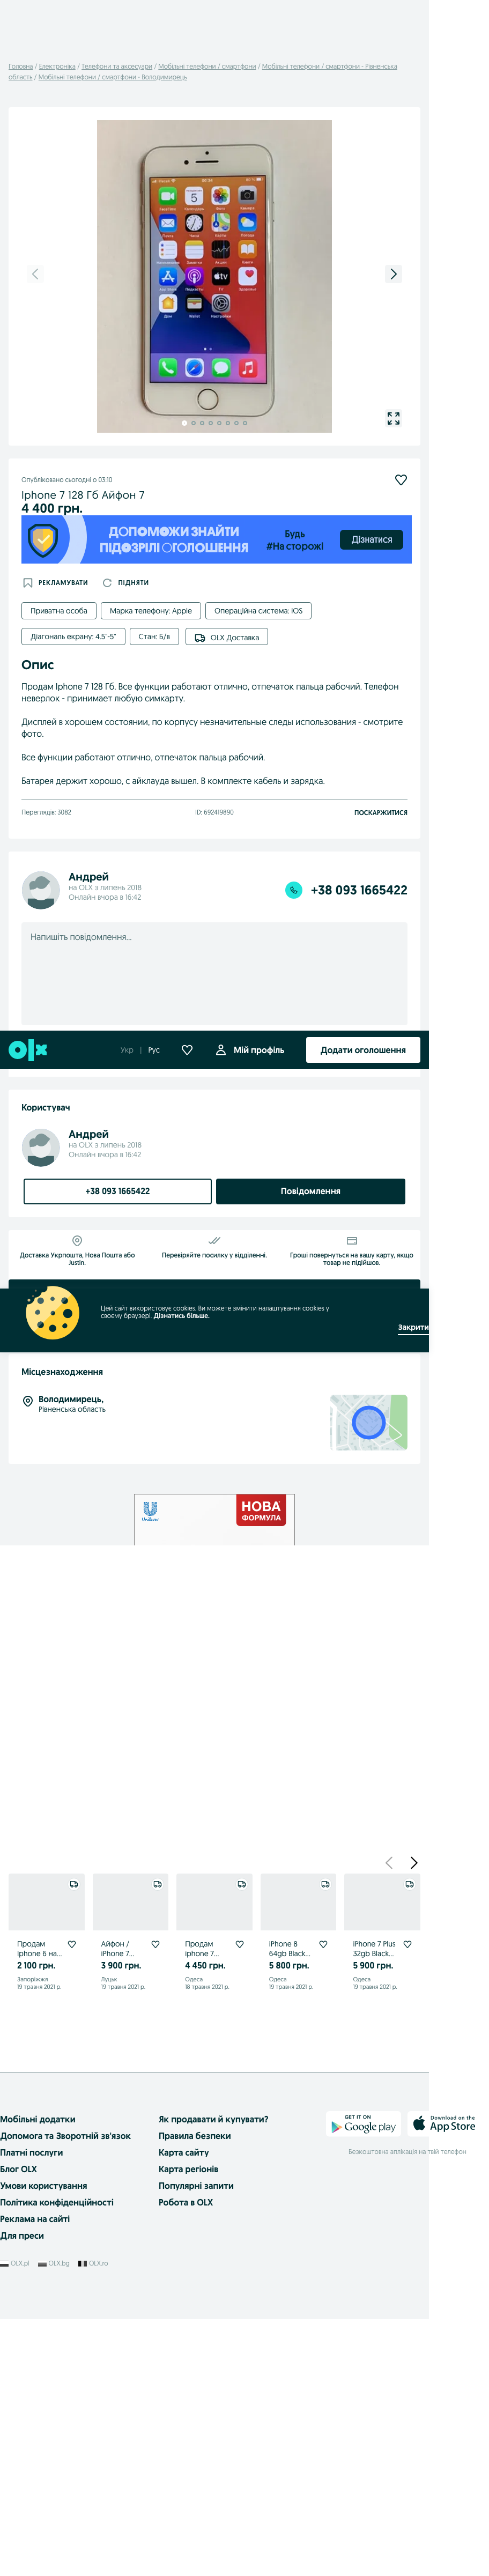 Головна / Електроніка / Телефони та аксесуари / Мобільні телефони / смартфони / Мобільні телефони / смартфони - Рівненська
область / Мобільні телефони / смартфони - Володимирець
Опубліковано сьогодні о 03:10
Iphone 7 128 Гб Айфон 7
4 400 грн.
ДОПОМОЖИ ЗНАЙТИ
ПІДОЗРІЛІ ОГОЛОШЕННЯ
Будь
#На сторожі
Дізнатися
РЕКЛАМУВАТИ
ПІДНЯТИ
Приватна особа
Марка телефону: Apple
Операційна система: iOS
Діагональ екрану: 4.5"-5"
Стан: Б/в
OLX Доставка
Опис
Продам Iphone 7 128 Гб. Все функции работают отлично, отпечаток пальца рабочий. Телефон
неверлок - принимает любую симкарту.
Дисплей в хорошем состоянии, по корпусу незначительные следы использования - смотрите
фото.
Все функции работают отлично, отпечаток пальца рабочий.
Батарея держит хорошо, с айклауда вышел. В комплекте кабель и зарядка.
Переглядів: 3082
ID: 692419890
ПОСКАРЖИТИСЯ
Андрей
на OLX з липень 2018
Онлайн вчора в 16:42
+38 093 1665422
Напишіть повідомлення...
olx
Укр | Рус
Мій профіль
Додати оголошення
Користувач
Андрей
на OLX з липень 2018
Онлайн вчора в 16:42
+38 093 1665422
Повідомлення
Доставка Укрпошта, Нова Пошта або
Justin.
Перевіряйте посилку у відділенні.
Гроші повернуться на вашу карту, якщо
товар не підійшов.
Цей сайт використовує cookies. Ви можете змінити налаштування cookies у
своєму браузері. Дізнатись більше.
Закрити
Місцезнаходження
Володимирець,
Рівненська область
Unilever
НОВА
ФОРМУЛА
Продам
Iphone 6 на...
2 100 грн.
Запоріжжя
19 травня 2021 р.
Айфон /
iPhone 7...
3 900 грн.
Луцьк
19 травня 2021 р.
Продам
iphone 7...
4 450 грн.
Одеса
18 травня 2021 р.
iPhone 8
64gb Black...
5 800 грн.
Одеса
19 травня 2021 р.
iPhone 7 Plus
32gb Black...
5 900 грн.
Одеса
19 травня 2021 р.
Мобільні додатки
Допомога та Зворотній зв'язок
Платні послуги
Блог OLX
Умови користування
Політика конфіденційності
Реклама на сайті
Для преси
Як продавати й купувати?
Правила безпеки
Карта сайту
Карта регіонів
Популярні запити
Робота в OLX
GET IT ON
Google play
Download on the
App Store
Безкоштовна аплікація на твій телефон
OLX.pl
OLX.bg
OLX.ro